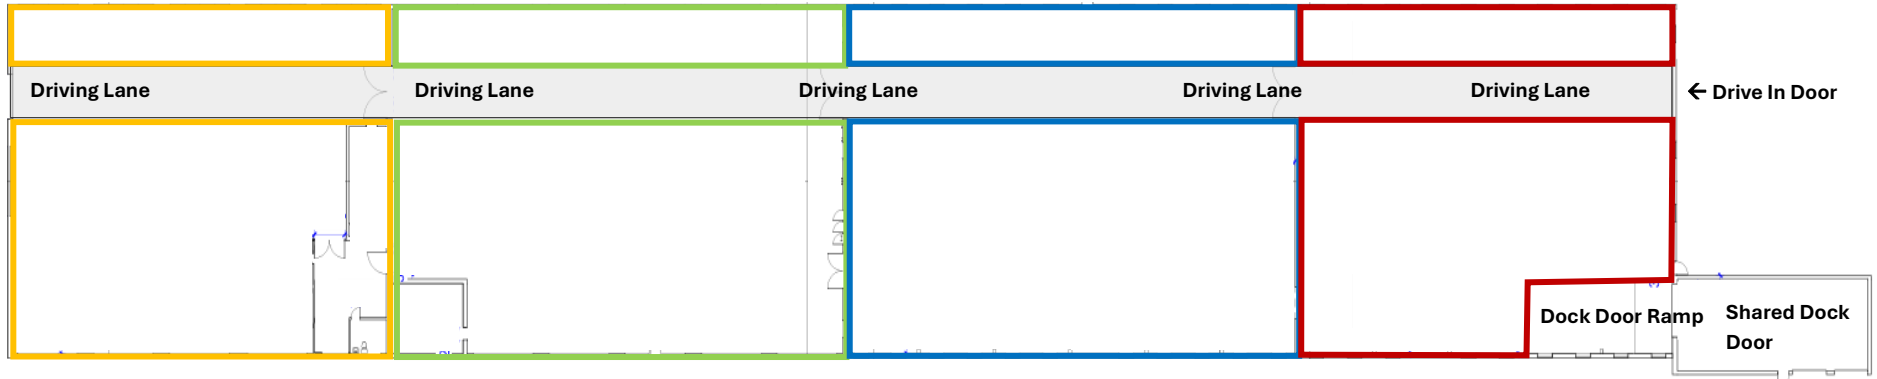 Driving Lane
Driving Lane
Driving Lane
Driving Lane
Driving Lane
← Drive In Door
Dock Door Ramp
Shared Dock
Door